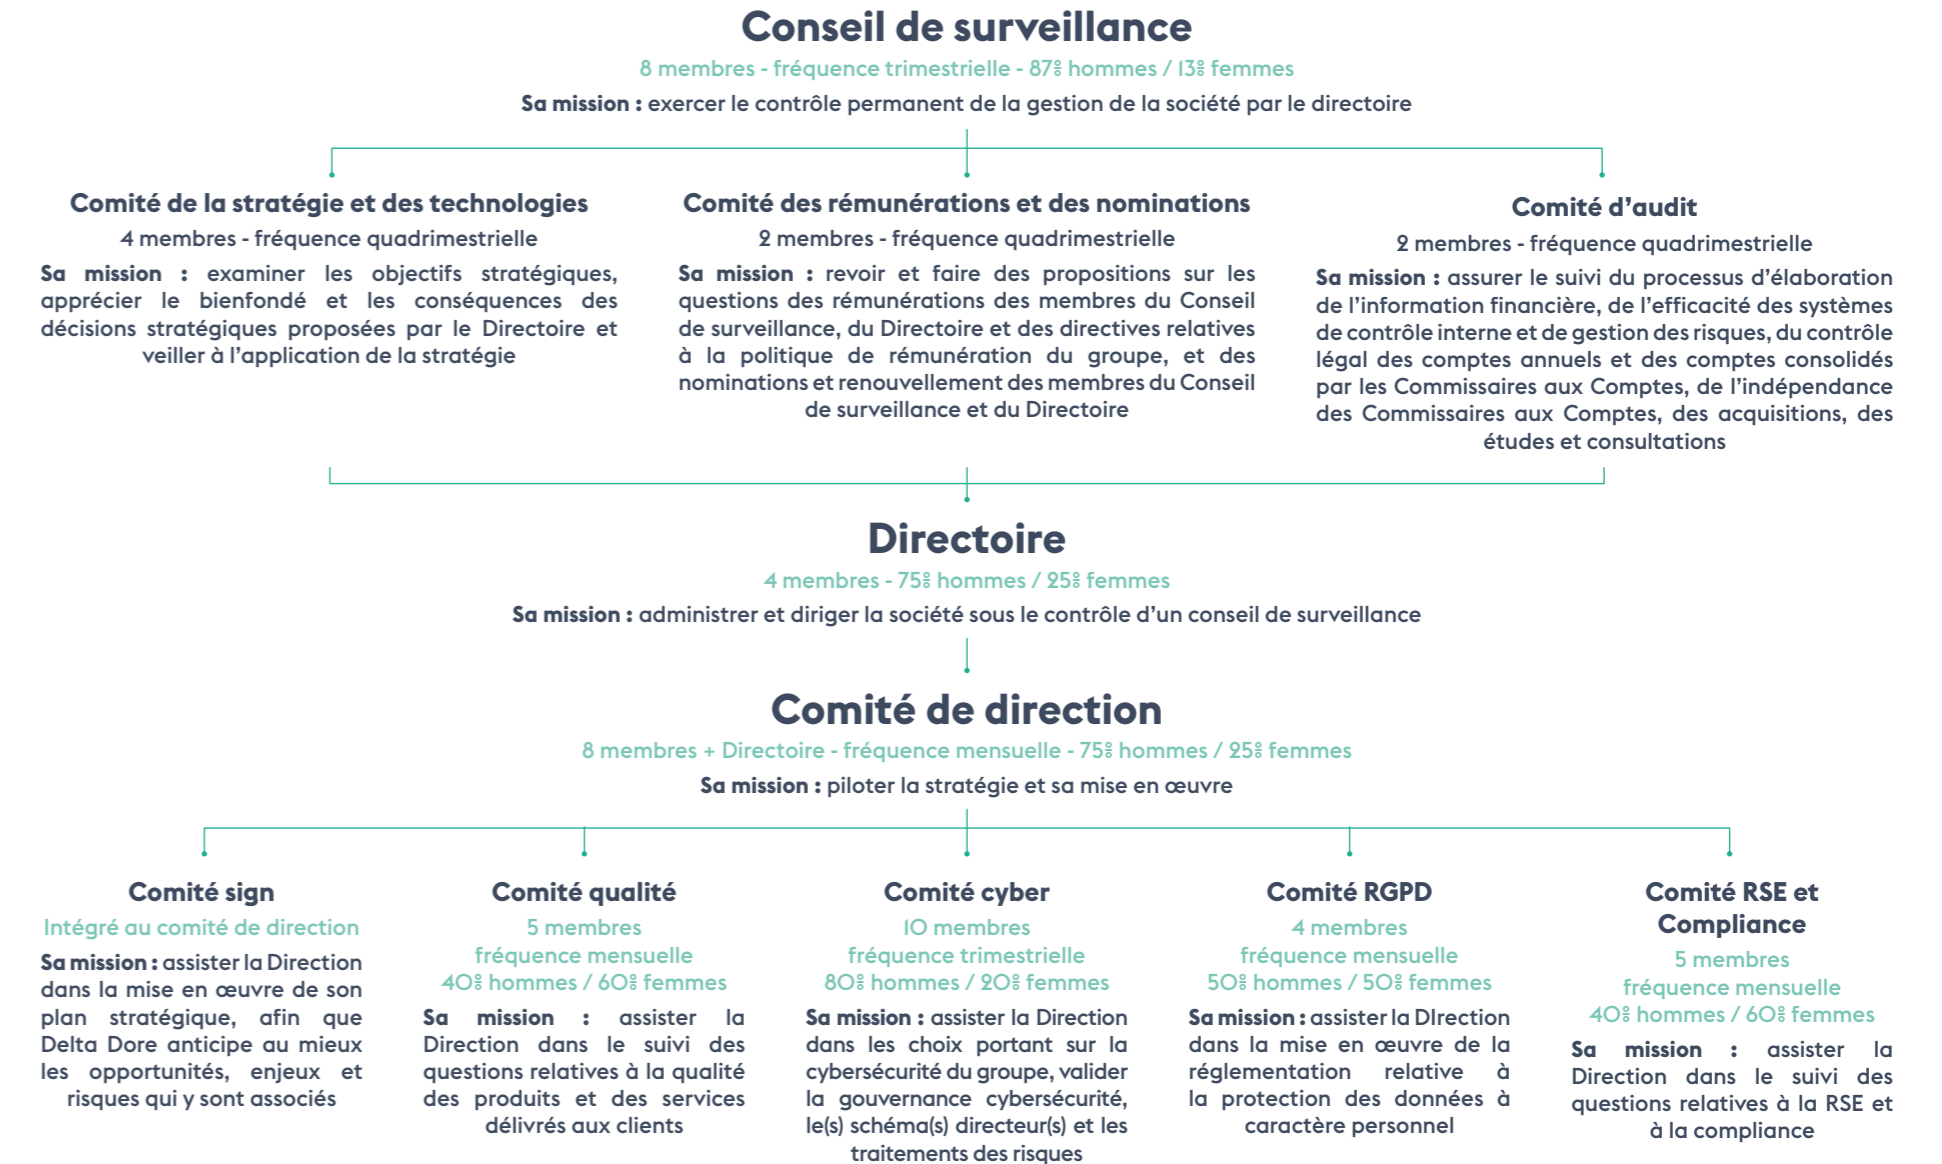 Conseil de surveillance
8 membres - fréquence trimestrielle - 87% hommes / 13% femmes
Sa mission : exercer le contrôle permanent de la gestion de la société par le directoire
Comité de la stratégie et des technologies
4 membres - fréquence quadrimestrielle
Sa mission : examiner les objectifs stratégiques,
apprécier le bienfondé et les conséquences des
décisions stratégiques proposées par le Directoire et
veiller à l’application de la stratégie
Comité des rémunérations et des nominations
2 membres - fréquence quadrimestrielle
Sa mission : revoir et faire des propositions sur les
questions des rémunérations des membres du Conseil
de surveillance, du Directoire et des directives relatives
à la politique de rémunération du groupe, et des
nominations et renouvellement des membres du Conseil
de surveillance et du Directoire
Comité d’audit
2 membres - fréquence quadrimestrielle
Sa mission : assurer le suivi du processus d’élaboration
de l’information financière, de l’efficacité des systèmes
de contrôle interne et de gestion des risques, du contrôle
légal des comptes annuels et des comptes consolidés
par les Commissaires aux Comptes, de l’indépendance
des Commissaires aux Comptes, des acquisitions, des
études et consultations
Directoire
4 membres - 75% hommes / 25% femmes
Sa mission : administrer et diriger la société sous le contrôle d’un conseil de surveillance
Comité de direction
8 membres + Directoire - fréquence mensuelle - 75% hommes / 25% femmes
Sa mission : piloter la stratégie et sa mise en œuvre
Comité sign
Intégré au comité de direction
Sa mission : assister la Direction
dans la mise en œuvre de son
plan stratégique, afin que
Delta Dore anticipe au mieux
les opportunités, enjeux et
risques qui y sont associés
Comité qualité
5 membres
fréquence mensuelle
40% hommes / 60% femmes
Sa mission : assister la
Direction dans le suivi des
questions relatives à la qualité
des produits et des services
délivrés aux clients
Comité cyber
10 membres
fréquence trimestrielle
80% hommes / 20% femmes
Sa mission : assister la Direction
dans les choix portant sur la
cybersécurité du groupe, valider
la gouvernance cybersécurité,
le(s) schéma(s) directeur(s) et les
traitements des risques
Comité RGPD
4 membres
fréquence mensuelle
50% hommes / 50% femmes
Sa mission : assister la DIrection
dans la mise en œuvre de la
réglementation relative à
la protection des données à
caractère personnel
Comité RSE et
Compliance
5 membres
fréquence mensuelle
40% hommes / 60% femmes
Sa mission : assister la
Direction dans le suivi des
questions relatives à la RSE et
à la compliance